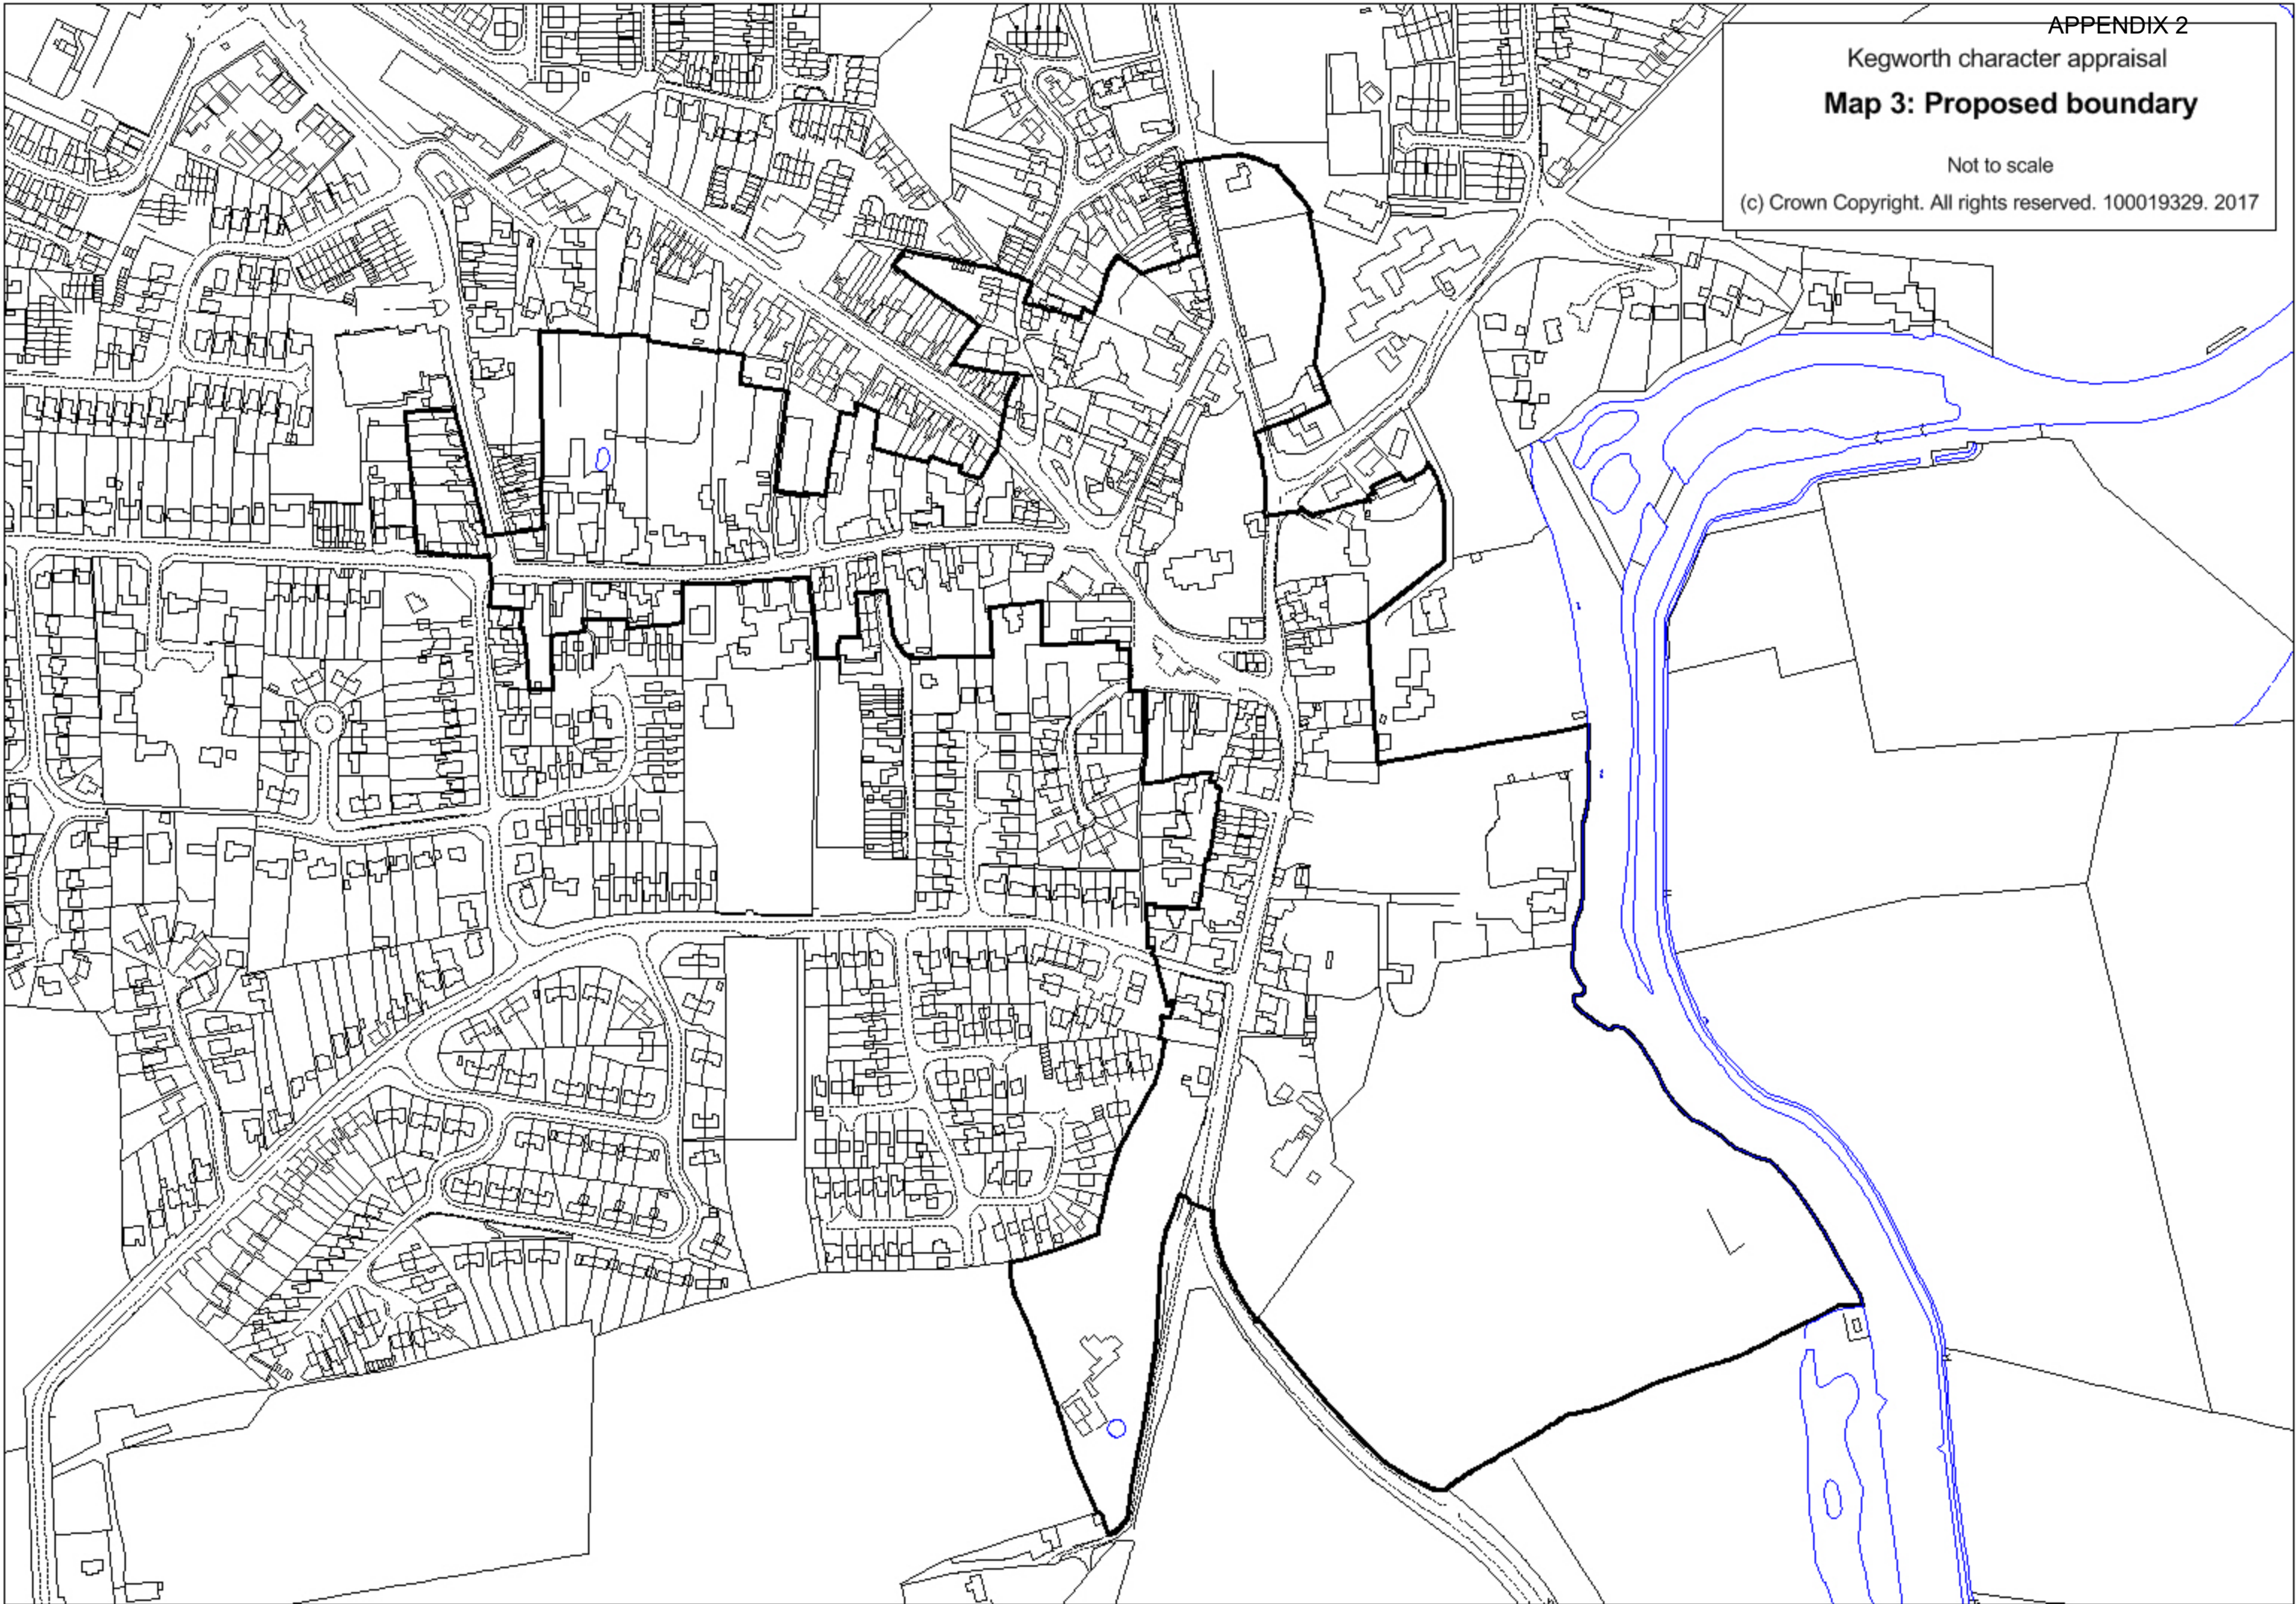 APPENDIX 2
Kegworth character appraisal
Map 3: Proposed boundary
Not to scale
(c) Crown Copyright. All rights reserved. 100019329. 2017